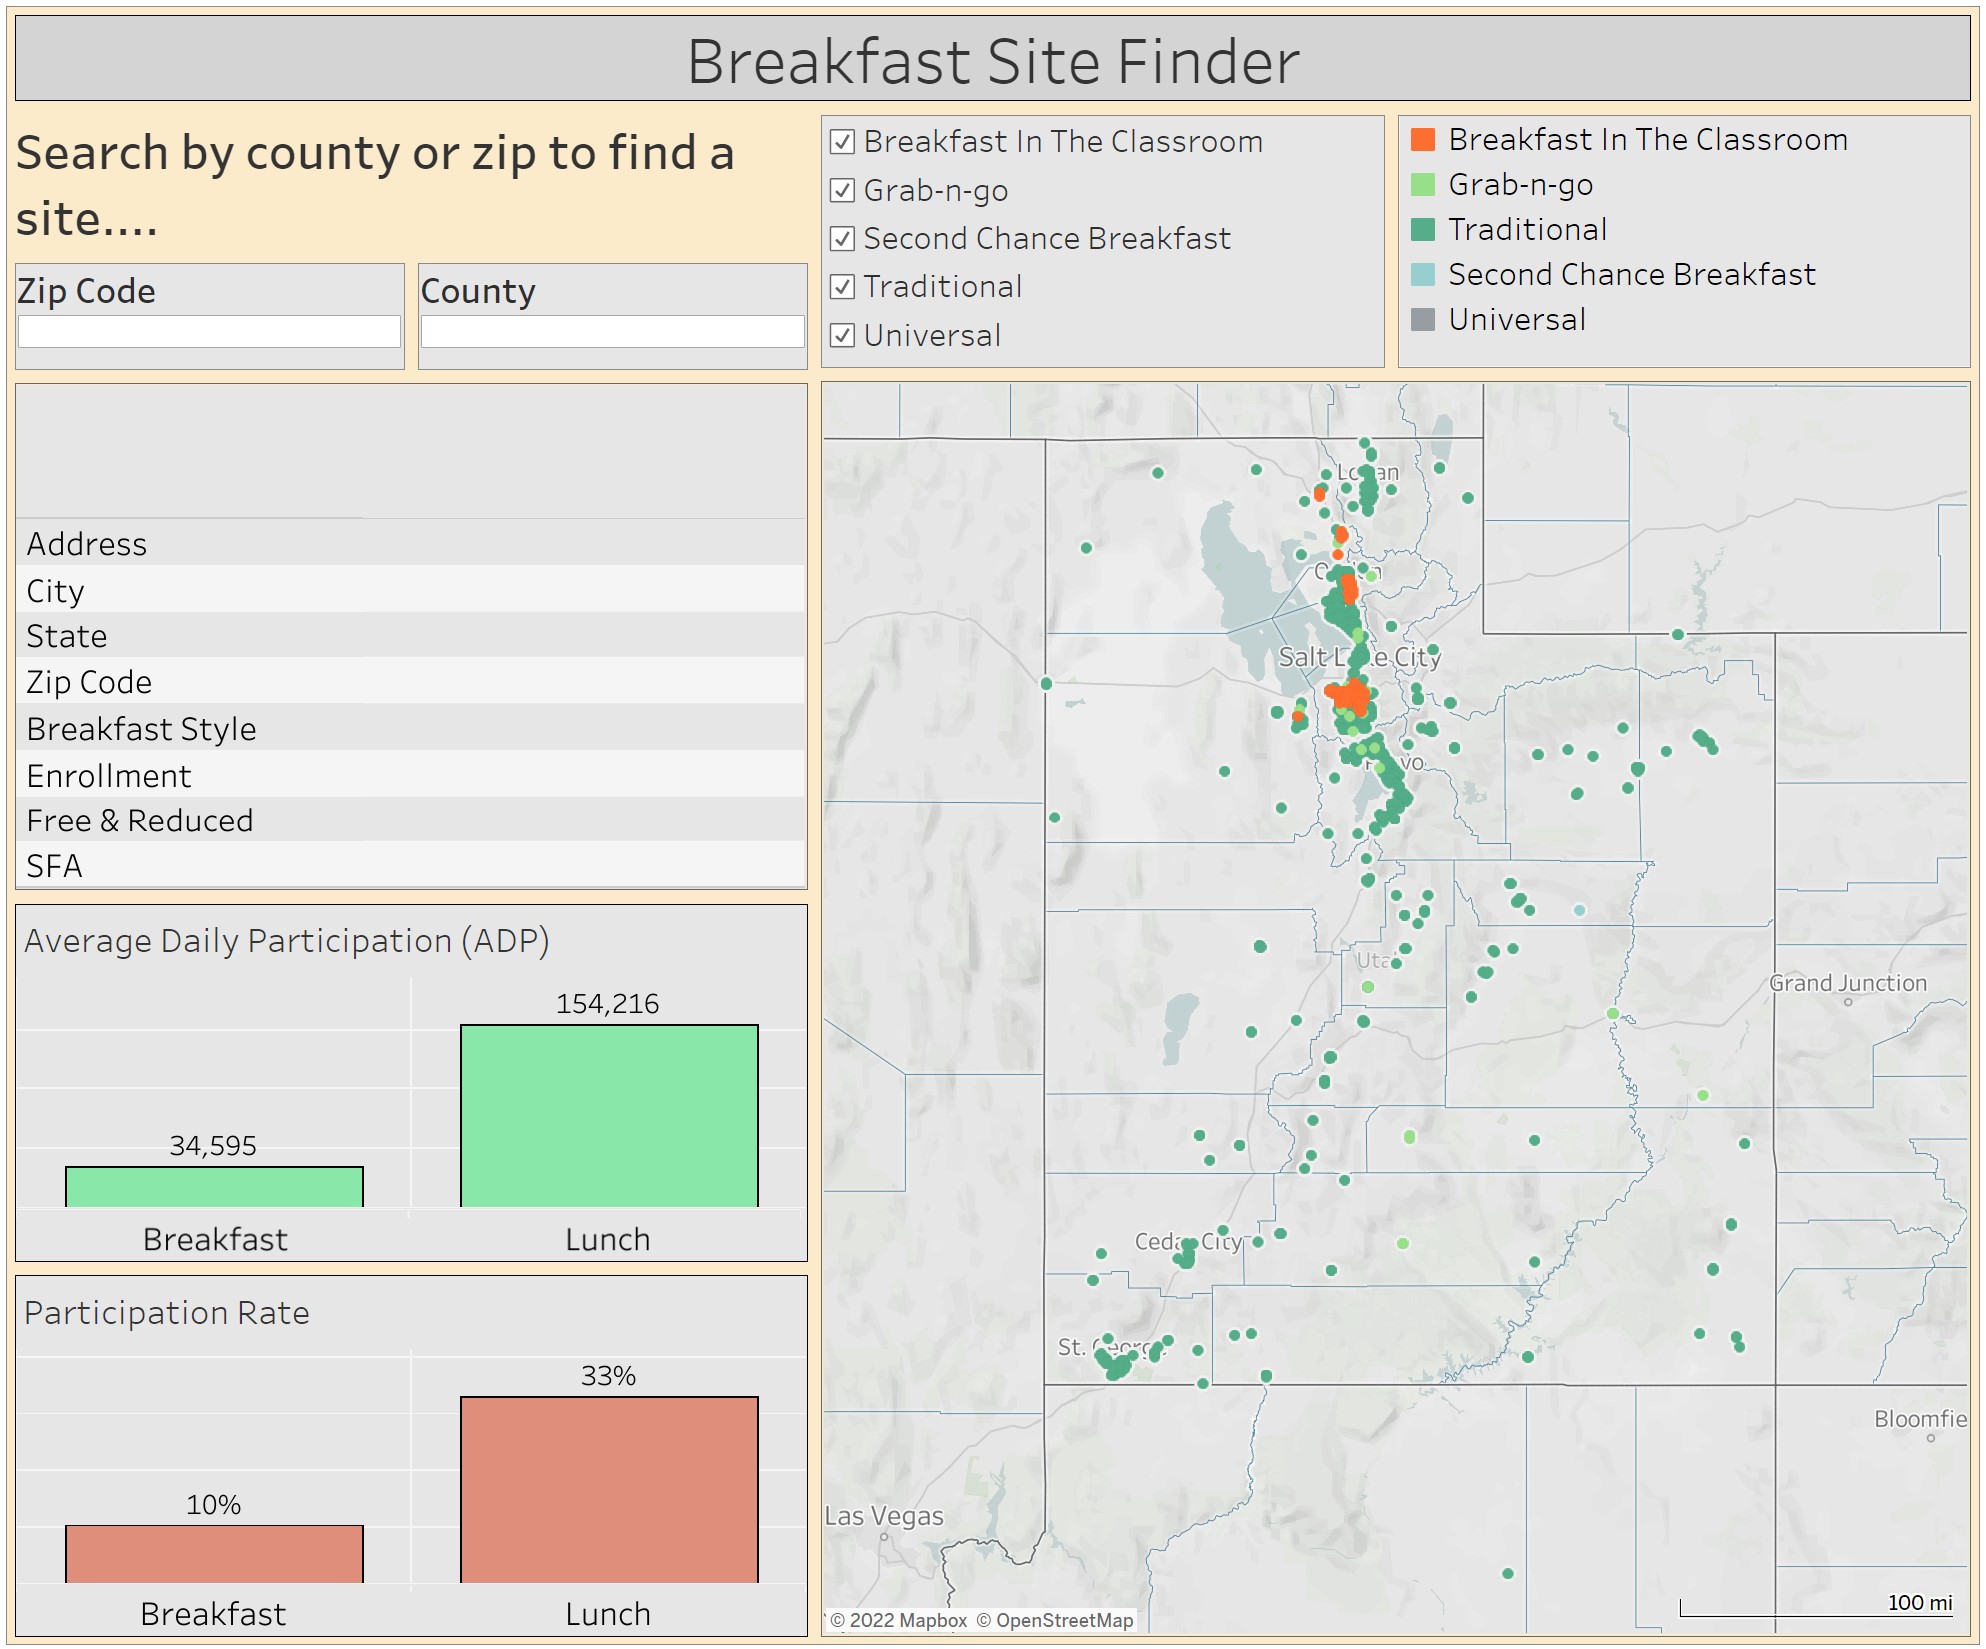 Breakfast Site Finder
Search by county or zip to find a
site....
Zip Code
County
Breakfast In The Classroom
Grab-n-go
Second Chance Breakfast
Traditional
Universal
Breakfast In The Classroom
Grab-n-go
Traditional
Second Chance Breakfast
Universal
Address
City
State
Zip Code
Breakfast Style
Enrollment
Free & Reduced
SFA
Average Daily Participation (ADP)
154,216
34,595
Breakfast
Lunch
Participation Rate
33%
10%
Breakfast
Lunch
Salt Lake City
Grand Junction
Cedar City
St. George
Bloomfie
Las Vegas
100 mi
© 2022 Mapbox © OpenStreetMap